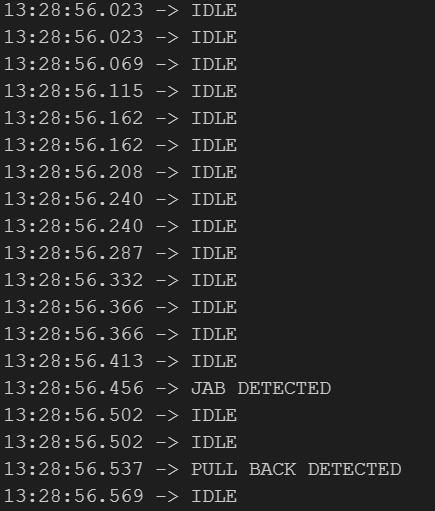 13:28:56.023 -> IDLE
13:28:56.023 -> IDLE
13:28:56.069 -> IDLE
13:28:56.115 -> IDLE
13:28:56.162 -> IDLE
13:28:56.162 -> IDLE
13:28:56.208 -> IDLE
13:28:56.240 -> IDLE
13:28:56.240 -> IDLE
13:28:56.287 -> IDLE
13:28:56.332 -> IDLE
13:28:56.366 -> IDLE
13:28:56.366 -> IDLE
13:28:56.413 -> IDLE
13:28:56.456 -> JAB DETECTED
13:28:56.502 -> IDLE
13:28:56.502 -> IDLE
13:28:56.537 -> PULL BACK DETECTED
13:28:56.569 -> IDLE